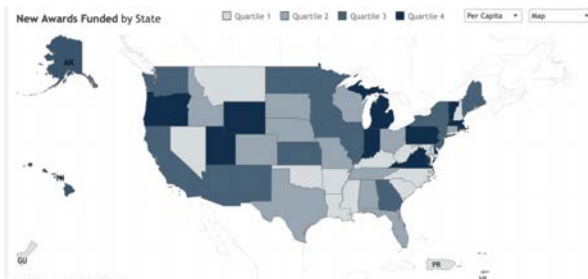 New Awards Funded by State
Quartile 1 Quartile 2 Quartile 3 Quartile 4
Per Capita
Map
AK
HI
GU
PR